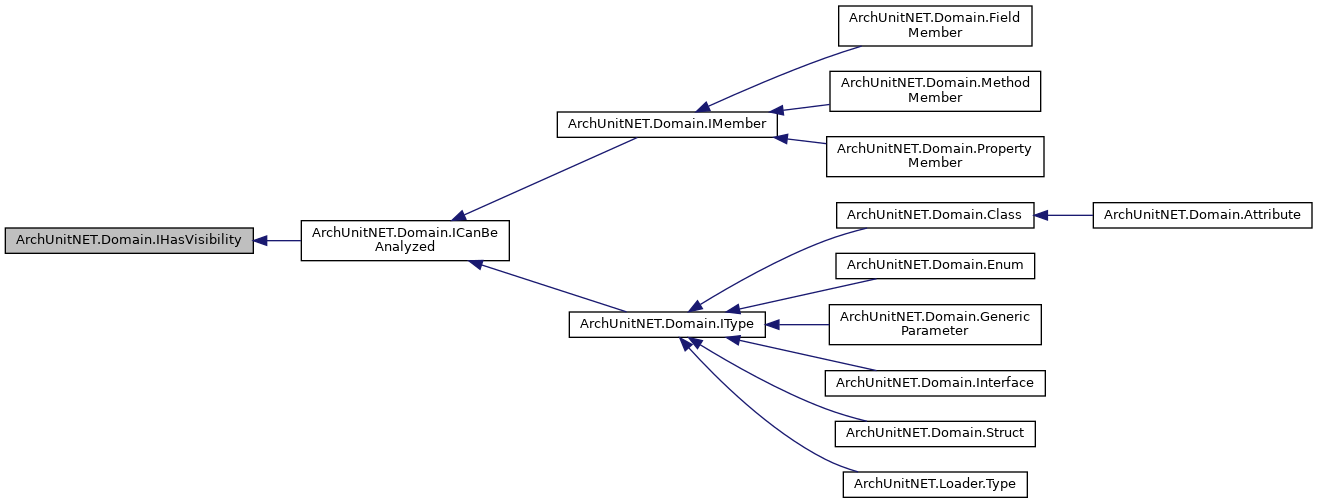 ArchUnitNET.Domain.Field
Member
ArchUnitNET.Domain.Method
Member
ArchUnitNET.Domain.IMember
ArchUnitNET.Domain.Property
Member
ArchUnitNET.Domain.Class
ArchUnitNET.Domain.Attribute
ArchUnitNET.Domain.IHasVisibility
ArchUnitNET.Domain.ICanBe
Analyzed
ArchUnitNET.Domain.Enum
ArchUnitNET.Domain.IType
ArchUnitNET.Domain.Generic
Parameter
ArchUnitNET.Domain.Interface
ArchUnitNET.Domain.Struct
ArchUnitNET.Loader.Type